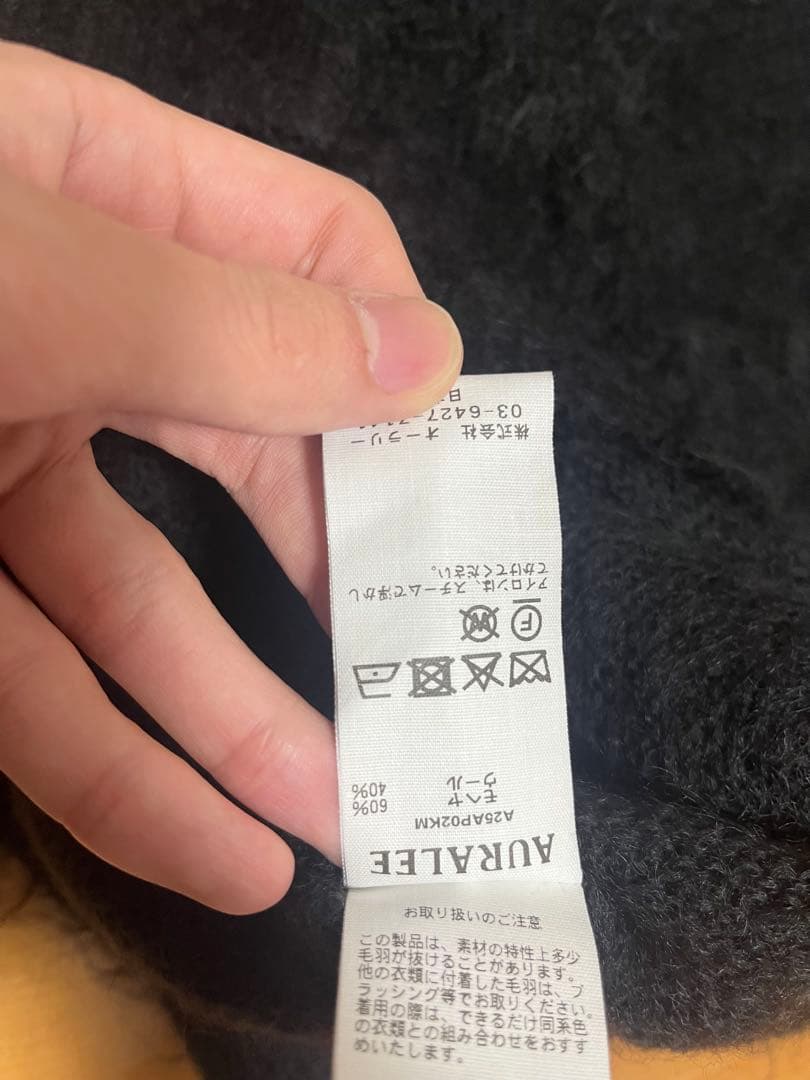 AURALEE
A25AP02KM
モヘヤ 60%
ウール 40%
F
W
アイロンは、スチームで浮かし
てかけてください。
株式会社 オーラリー
03-6427-
日
お取り扱いのご注意
この製品は、素材の特性上多少
毛羽が抜けることがあります。
他の衣類に付着した毛羽は、ブ
ラッシング等でお取りください。
着用の際は、できるだけ同系色
の衣類との組み合わせをおすす
めいたします。